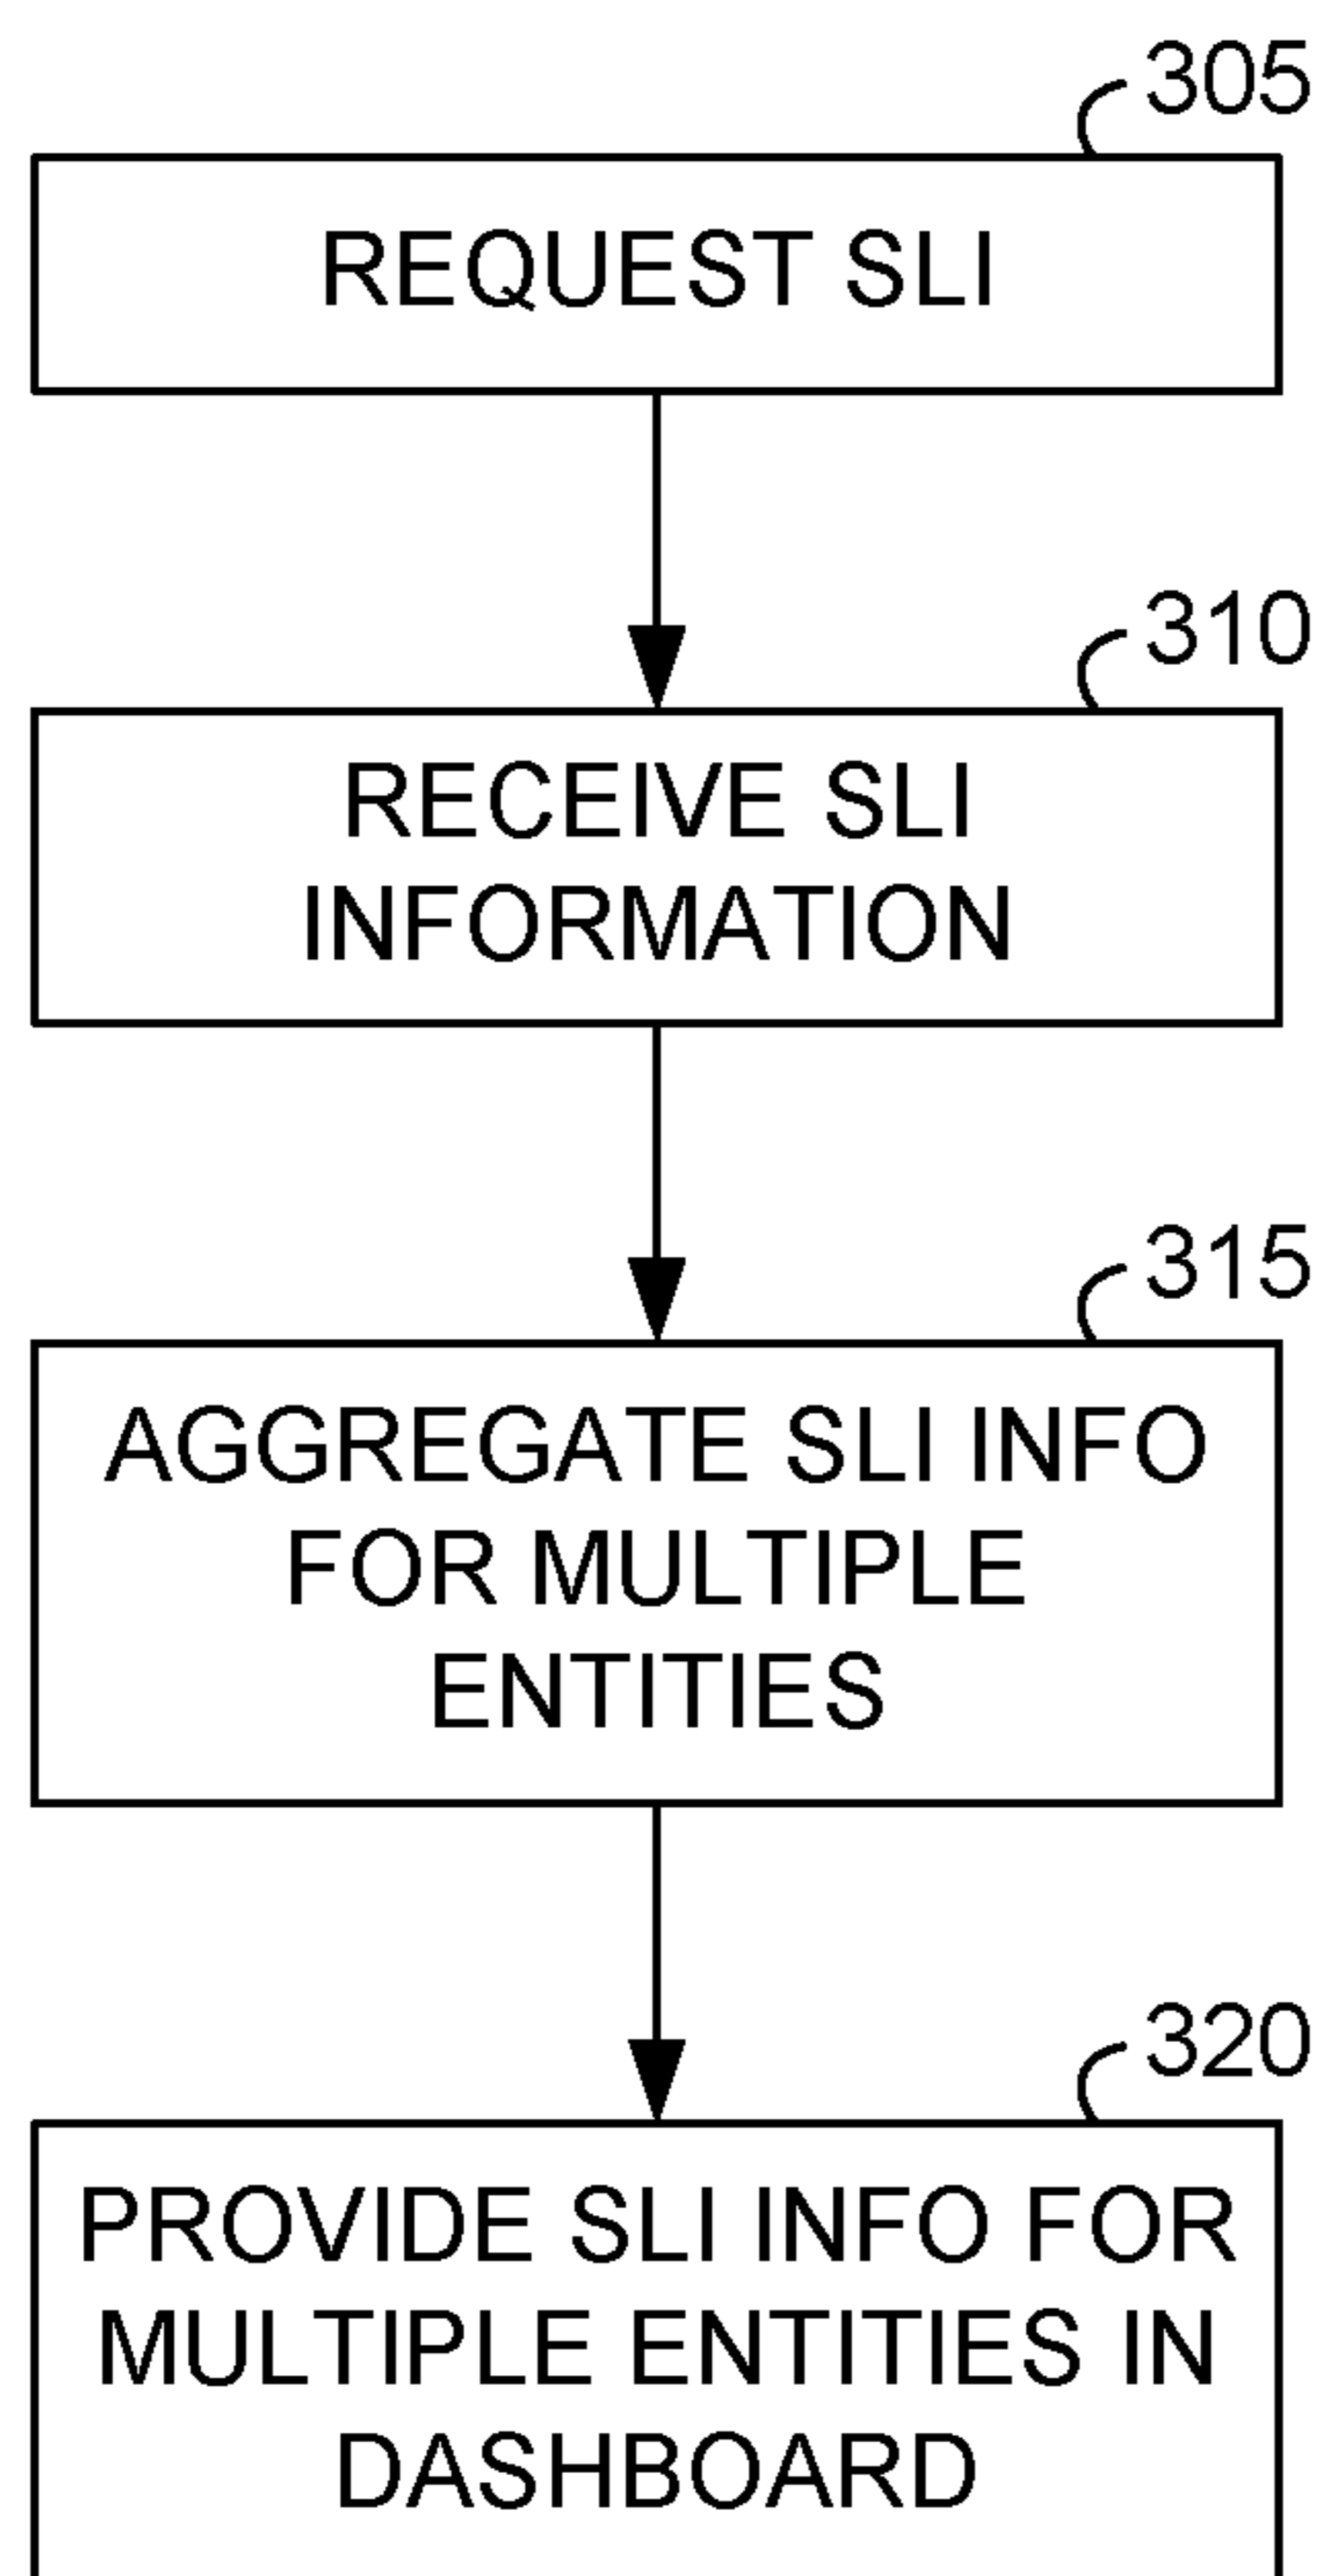 305
REQUEST SLI
310
RECEIVE SLI
INFORMATION
315
AGGREGATE SLI INFO
FOR MULTIPLE
ENTITIES
320
PROVIDE SLI INFO FOR
MULTIPLE ENTITIES IN
DASHBOARD